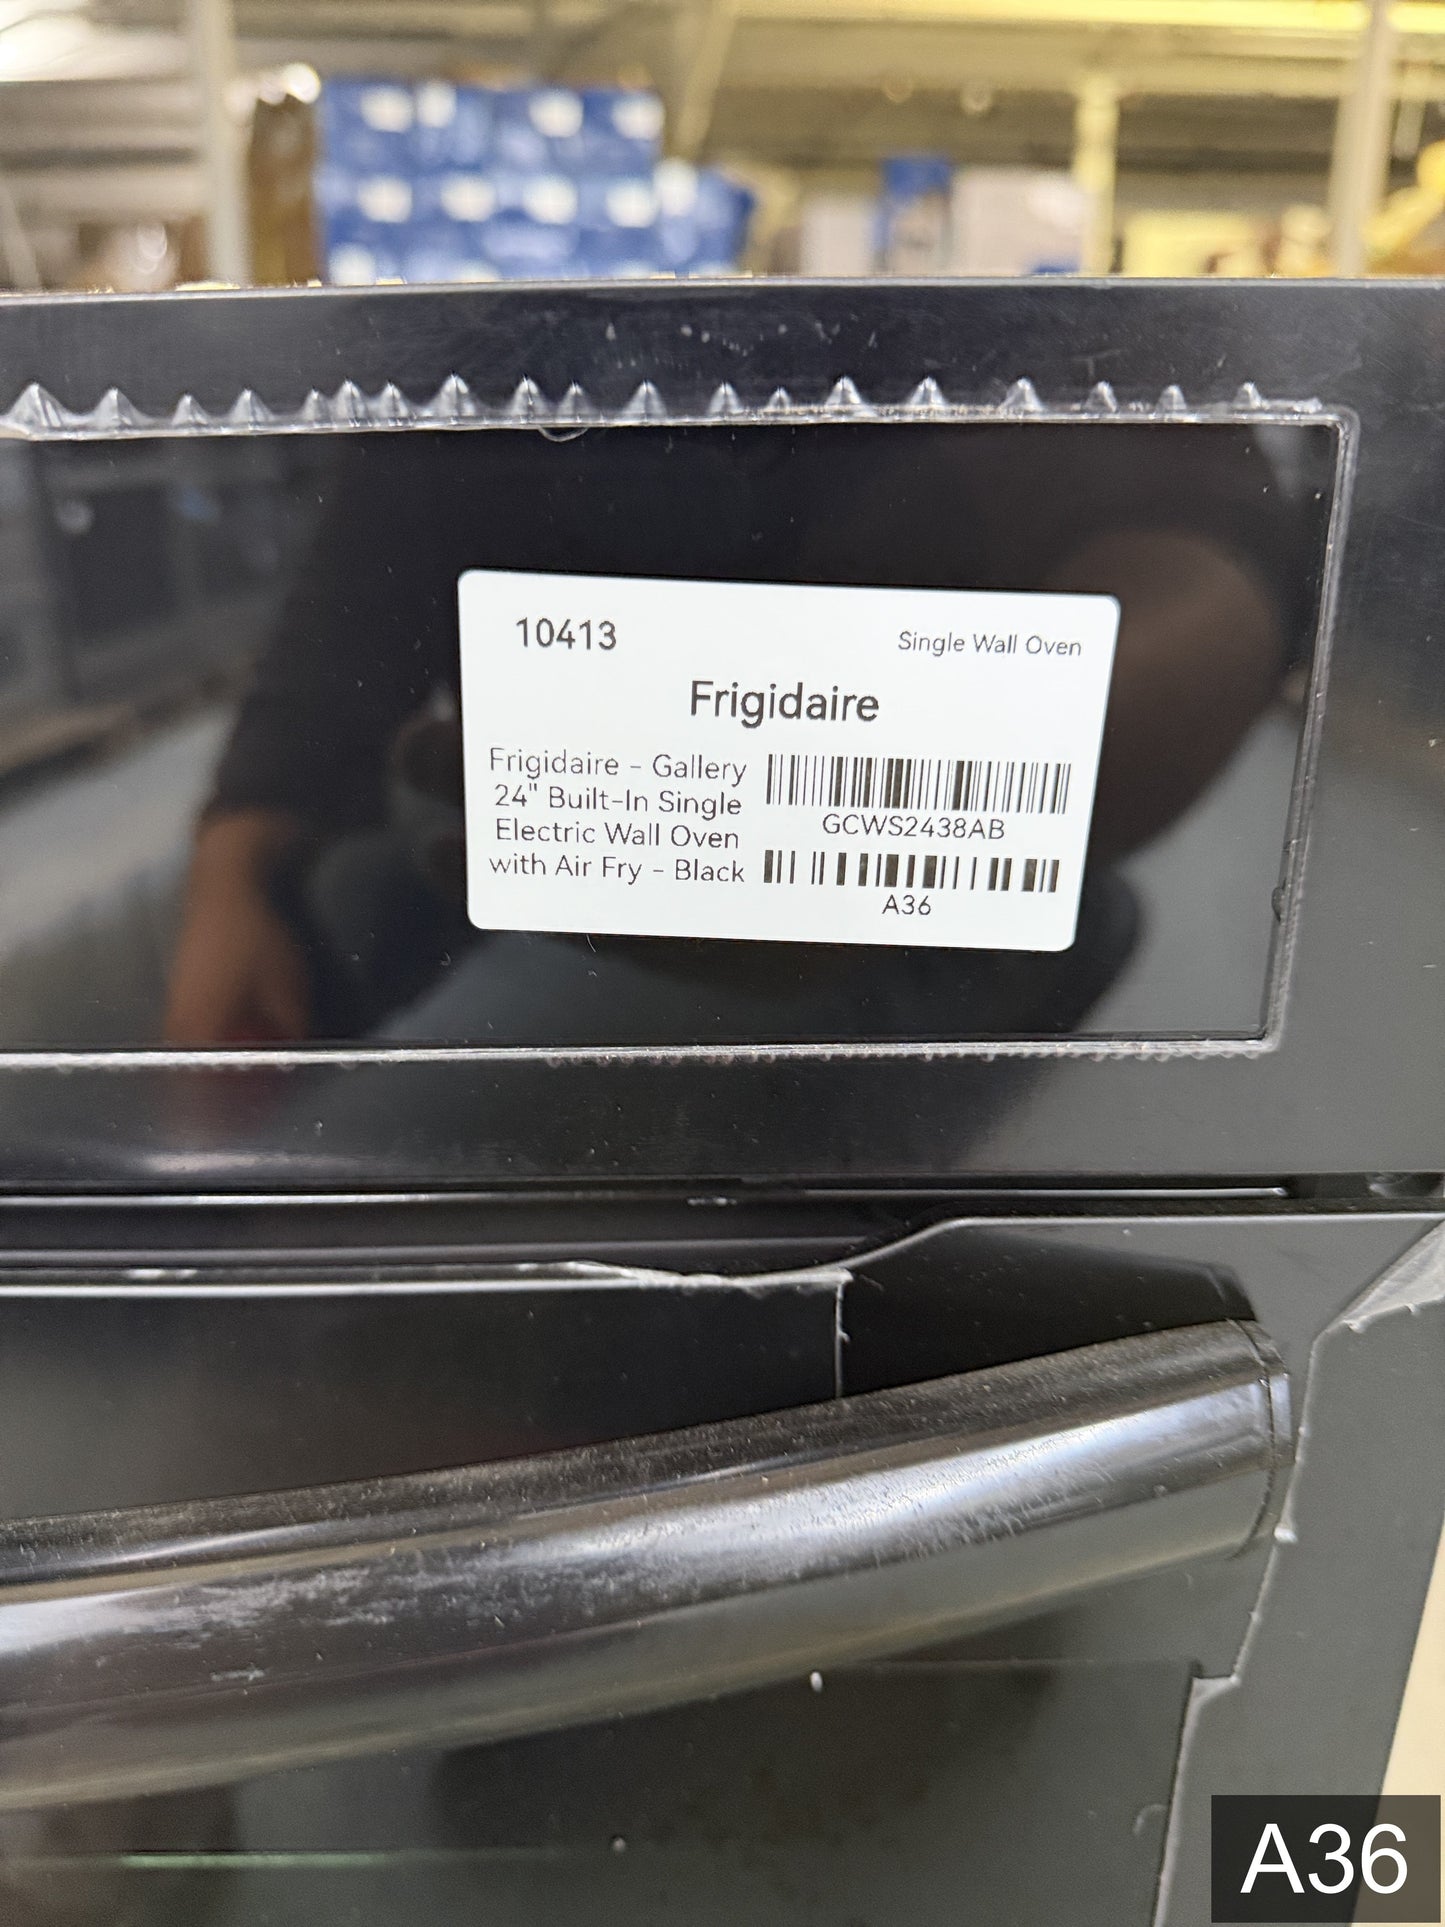 10413
Single Wall Oven
Frigidaire
Frigidaire - Gallery
24" Built-In Single
Electric Wall Oven
with Air Fry - Black
GCWS2438AB
A36
A36